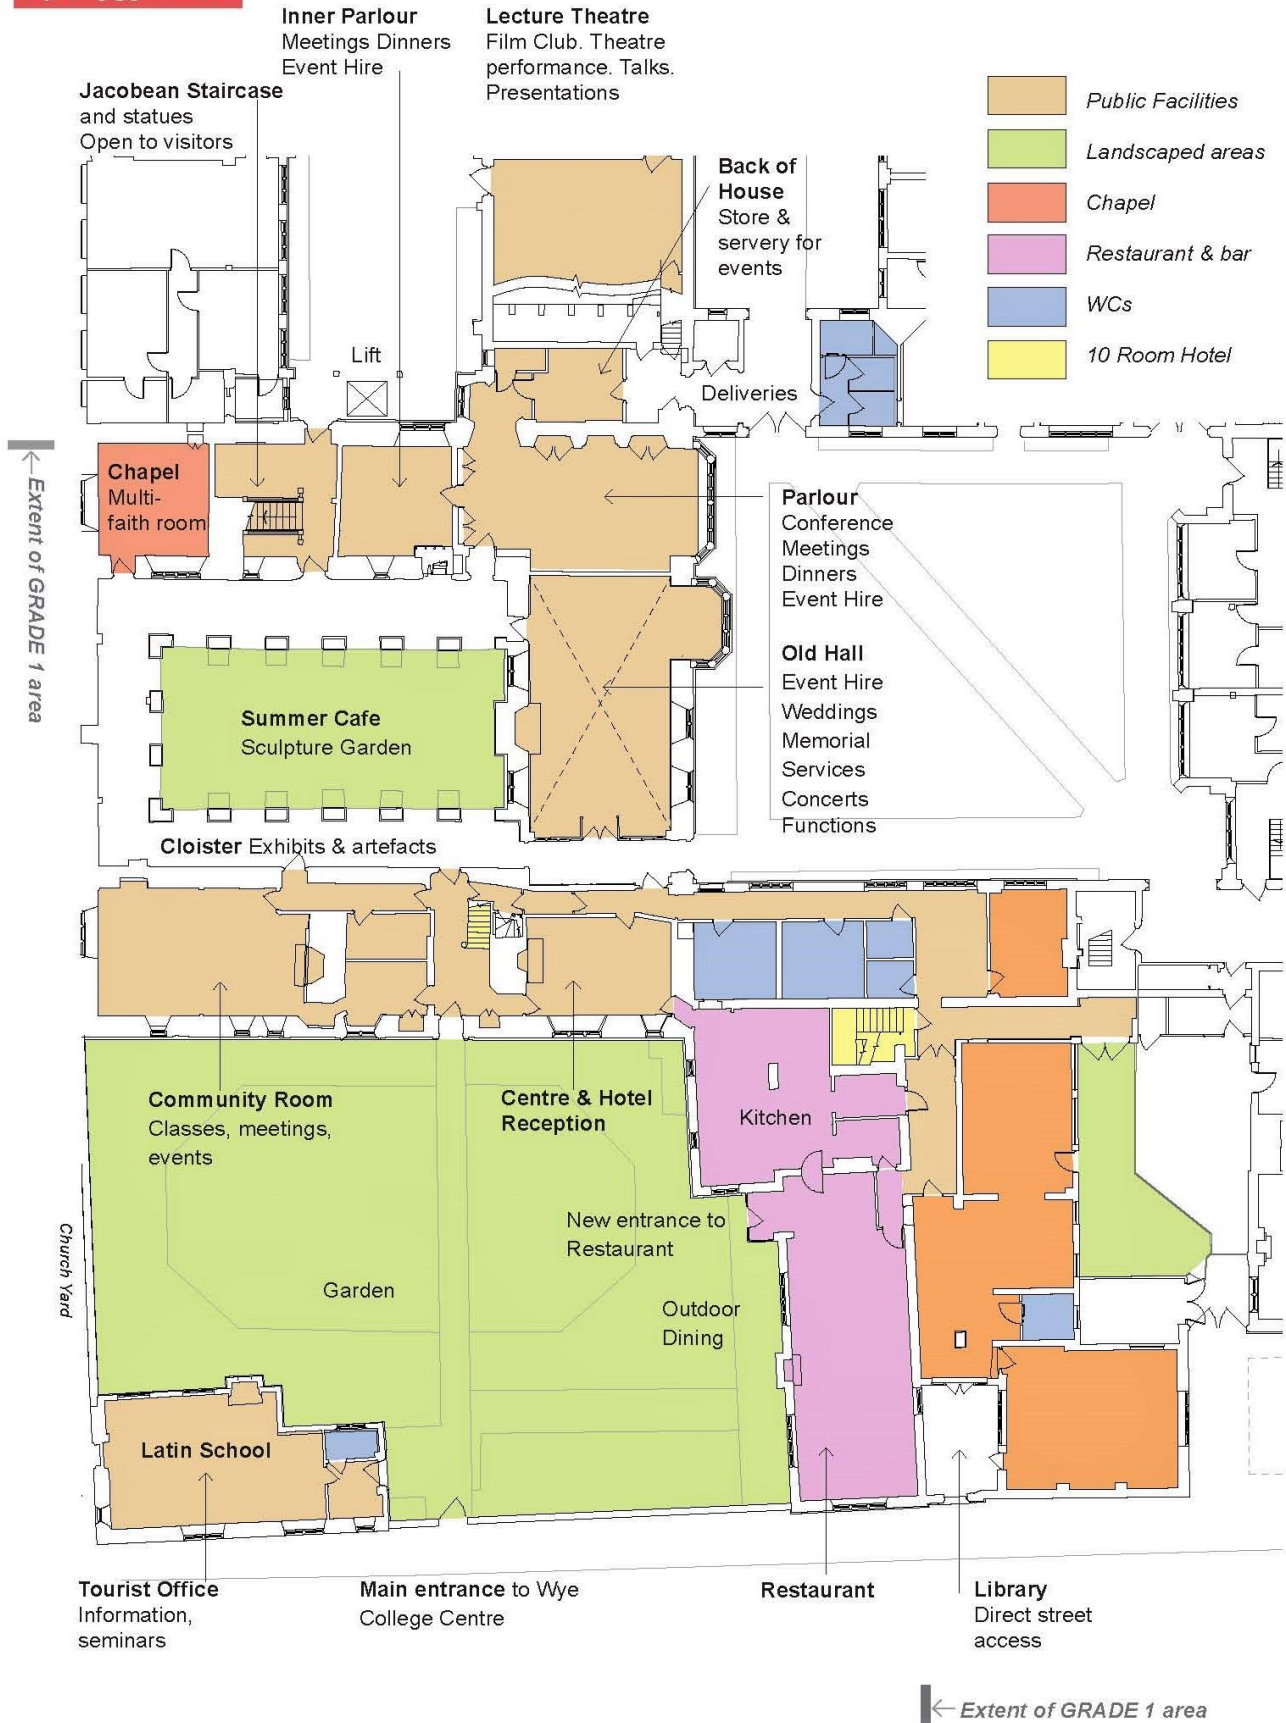 Inner Parlour
Meetings Dinners
Event Hire
Lecture Theatre
Film Club. Theatre
performance. Talks.
Presentations
Jacobean Staircase
and statues
Open to visitors
Public Facilities
Landscaped areas
Chapel
Restaurant & bar
WCs
10 Room Hotel
Back of
House
Store &
servery for
events
Lift
Deliveries
Extent of GRADE 1 area
Chapel
Multi-
faith room
Parlour
Conference
Meetings
Dinners
Event Hire
Old Hall
Event Hire
Weddings
Memorial
Services
Concerts
Functions
Summer Cafe
Sculpture Garden
Cloister Exhibits & artefacts
Community Room
Classes, meetings,
events
Centre & Hotel
Reception
Kitchen
New entrance to
Restaurant
Church Yard
Garden
Outdoor
Dining
Latin School
Tourist Office
Information,
seminars
Main entrance to Wye
College Centre
Restaurant
Library
Direct street
access
Extent of GRADE 1 area